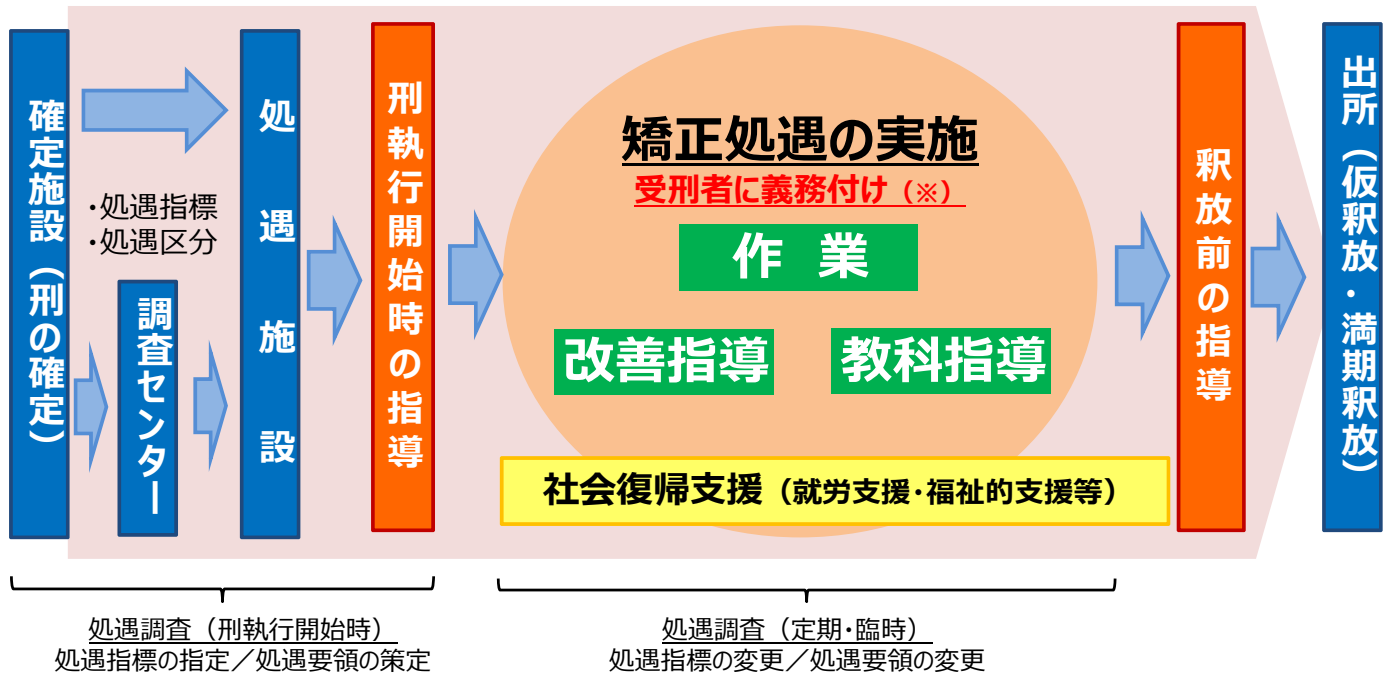 確定施設（刑の確定）
・処遇指標
・処遇区分
調査センター
処遇施設
刑執行開始時の指導
矯正処遇の実施
受刑者に義務付け（※）
作 業
改善指導
教科指導
社会復帰支援（就労支援・福祉的支援等）
釈放前の指導
出所（仮釈放・満期釈放）
処遇調査（刑執行開始時）
処遇指標の指定／処遇要領の策定
処遇調査（定期・臨時）
処遇指標の変更／処遇要領の変更